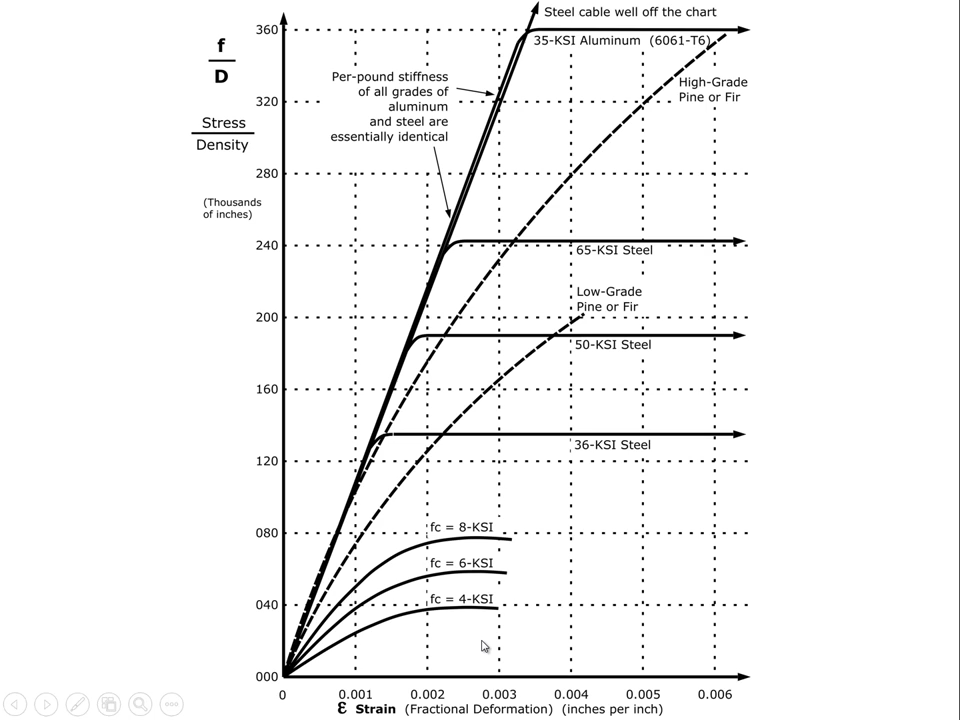 Steel cable well off the chart
360
35-KSI Aluminum (6061-T6)
f
D
Per-pound stiffness
of all grades of
aluminum
and steel are
essentially identical
High-Grade
Pine or Fir
320
Stress
Density
280
(Thousands
of inches)
240
65-KSI Steel
Low-Grade
Pine or Fir
200
50-KSI Steel
160
36-KSI Steel
120
fc = 8-KSI
080
fc = 6-KSI
fc = 4-KSI
040
000
0 0.001 0.002 0.003 0.004 0.005 0.006
ε Strain (Fractional Deformation) (inches per inch)